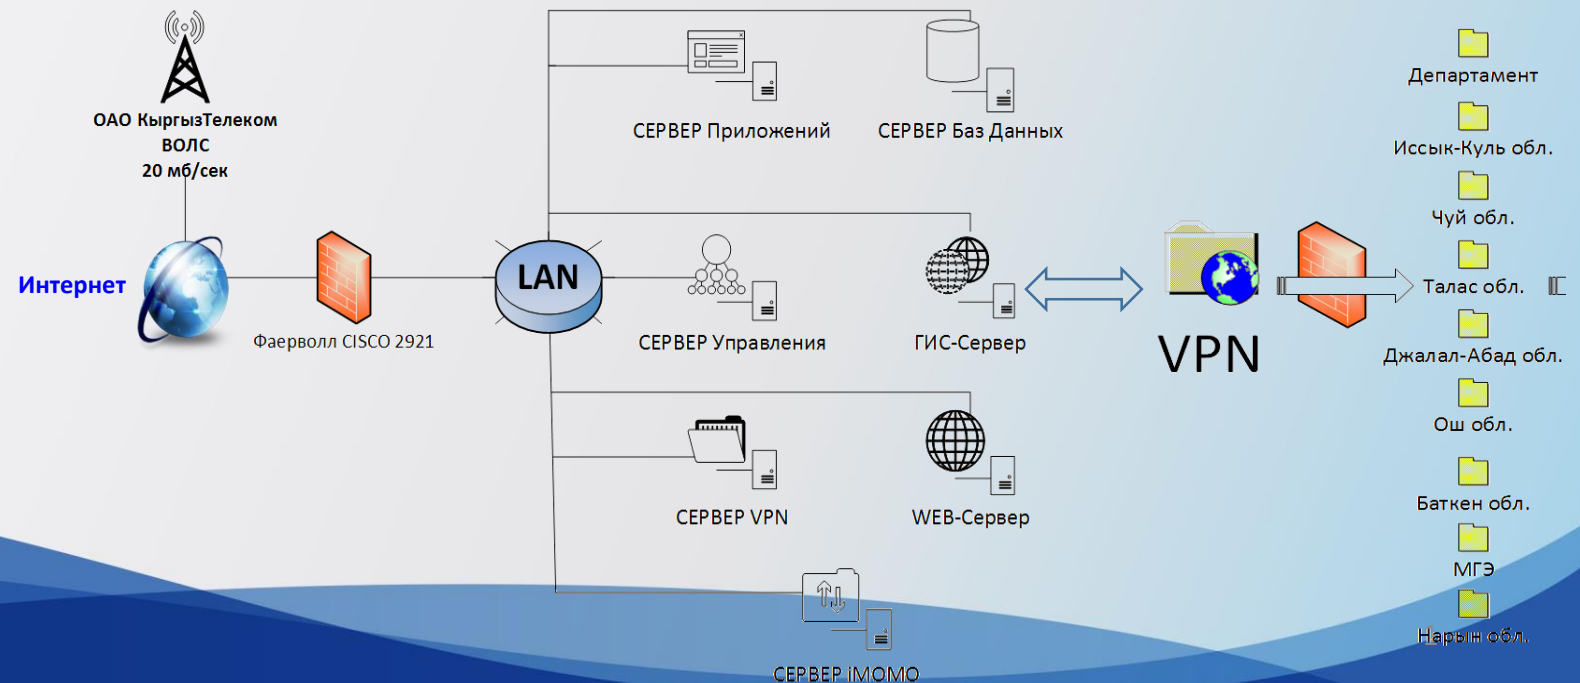 ОАО КыргызТелеком
ВОЛС
20 мб/сек
Интернет
Фаерволл CISCO 2921
LAN
СЕРВЕР Приложений
СЕРВЕР Баз Данных
СЕРВЕР Управления
ГИС-Сервер
СЕРВЕР VPN
WEB-Сервер
СЕРВЕР iMOMO
VPN
Департамент
Иссык-Куль обл.
Чуй обл.
Талас обл.
Джалал-Абад обл.
Ош обл.
Баткен обл.
МГЭ
Нарын обл.